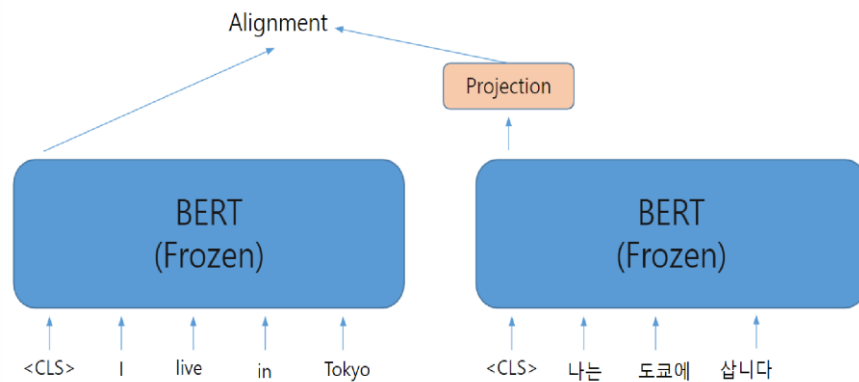 Alignment
Projection
BERT
(Frozen)
BERT
(Frozen)
<CLS> I live in Tokyo
<CLS> 나는 도쿄에 삽니다